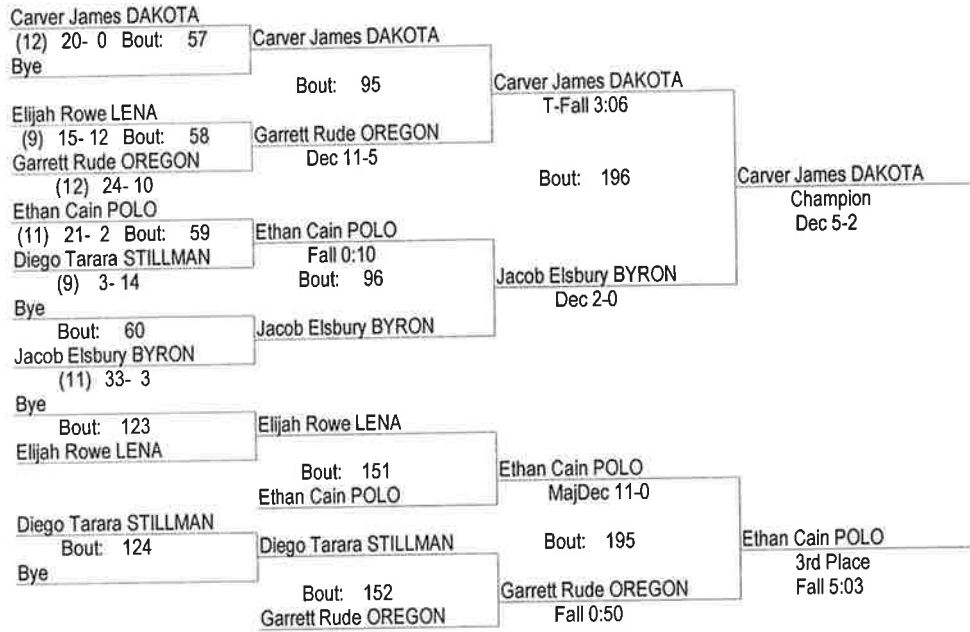 Carver James DAKOTA
(12) 20- 0 Bout: 57
Bye
Elijah Rowe LENA
(9) 15- 12 Bout: 58
Garrett Rude OREGON
(12) 24- 10
Ethan Cain POLO
(11) 21- 2 Bout: 59
Diego Tarara STILLMAN
(9) 3- 14
Bye
Bout: 60
Jacob Elsbury BYRON
(11) 33- 3
Carver James DAKOTA
Bout: 95
Garrett Rude OREGON
Dec 11-5
Ethan Cain POLO
Fall 0:10
Bout: 96
Jacob Elsbury BYRON
Carver James DAKOTA
T-Fall 3:06
Bout: 196
Jacob Elsbury BYRON
Dec 2-0
Carver James DAKOTA
Champion
Dec 5-2
Bye
Bout: 123
Elijah Rowe LENA
Diego Tarara STILLMAN
Bout: 124
Bye
Elijah Rowe LENA
Bout: 151
Ethan Cain POLO
Diego Tarara STILLMAN
Bout: 152
Garrett Rude OREGON
Ethan Cain POLO
MajDec 11-0
Bout: 195
Garrett Rude OREGON
Fall 0:50
Ethan Cain POLO
3rd Place
Fall 5:03